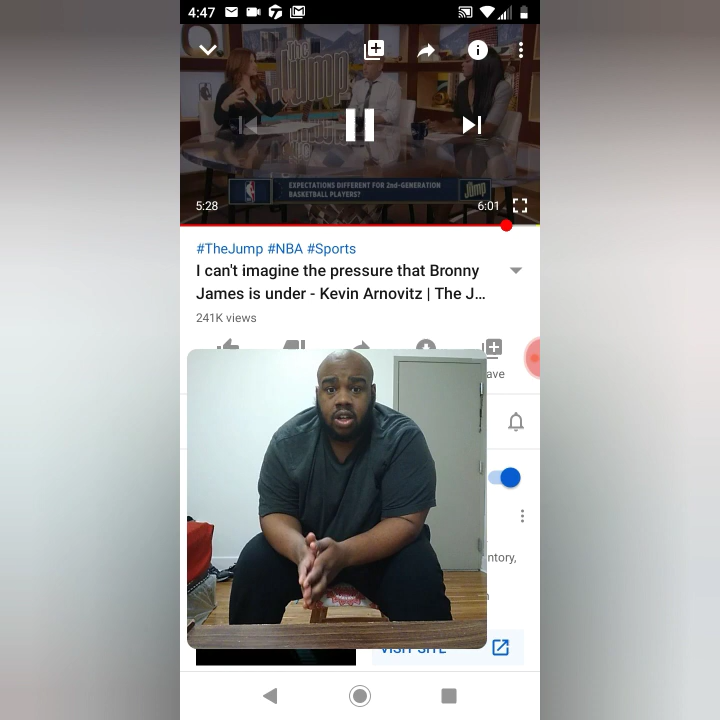 4:47
The
Jump
EXPECTATIONS DIFFERENT FOR 2nd-GENERATION
BASKETBALL PLAYERS?
Jump
5:28
6:01
#TheJump #NBA #Sports
I can't imagine the pressure that Bronny
James is under - Kevin Arnovitz | The J...
241K views
ave
ntory,
VISIT SITE